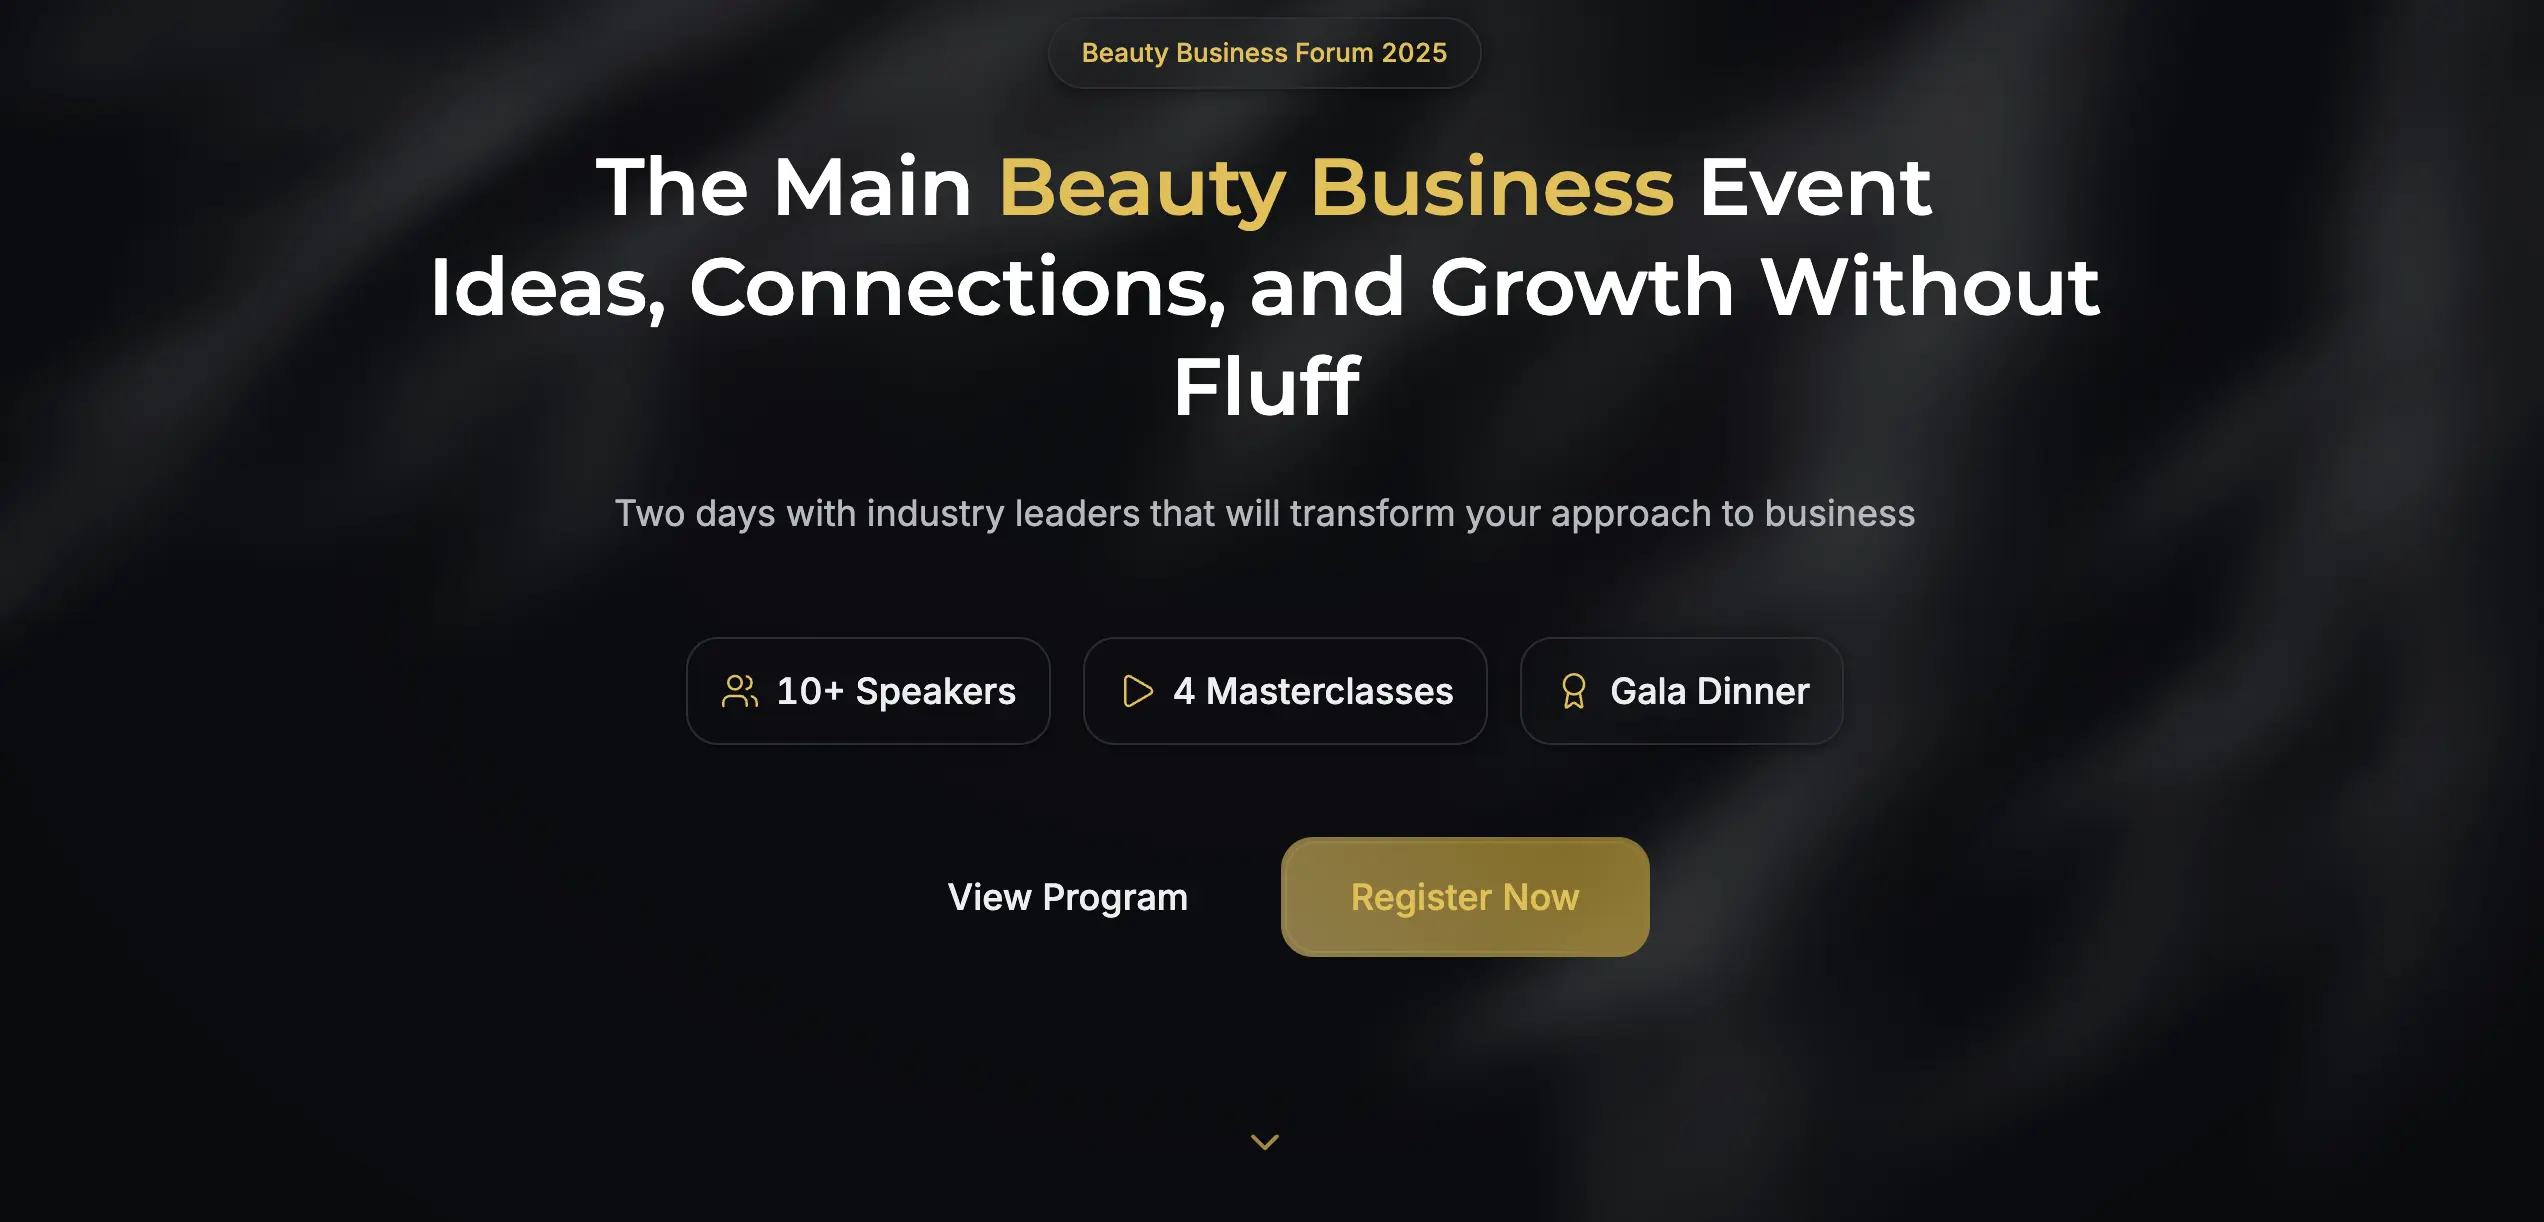 Beauty Business Forum 2025
The Main Beauty Business Event
Ideas, Connections, and Growth Without
Fluff
Two days with industry leaders that will transform your approach to business
10+ Speakers
4 Masterclasses
Gala Dinner
View Program
Register Now